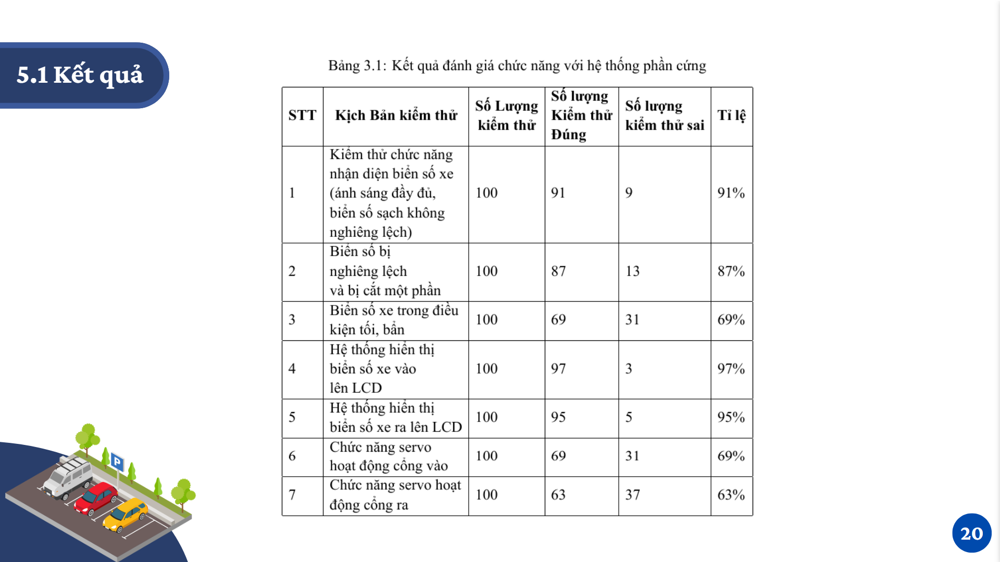 5.1 Kết quả
Bảng 3.1: Kết quả đánh giá chức năng với hệ thống phần cứng
STT
Kịch Bản kiểm thử
Số Lượng
kiểm thử
Số lượng
Kiểm thử
Đúng
Số lượng
kiểm thử sai
Tỉ lệ
1
Kiểm thử chức năng
nhận diện biển số xe
(ánh sáng đầy đủ,
biển số sạch không
nghiêng lệch)
100
91
9
91%
2
Biển số bị
nghiêng lệch
và bị cắt một phần
100
87
13
87%
3
Biển số xe trong điều
kiện tối, bẩn
100
69
31
69%
4
Hệ thống hiển thị
biển số xe vào
lên LCD
100
97
3
97%
5
Hệ thống hiển thị
biển số xe ra lên LCD
100
95
5
95%
6
Chức năng servo
hoạt động cổng vào
100
69
31
69%
7
Chức năng servo hoạt
động cổng ra
100
63
37
63%
P
20